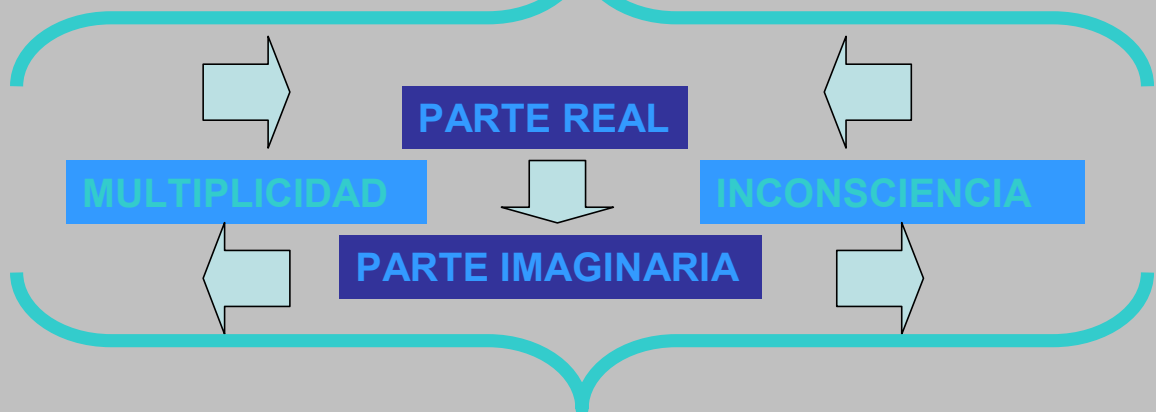 PARTE REAL
MULTIPLICIDAD
INCONSCIENCIA
PARTE IMAGINARIA